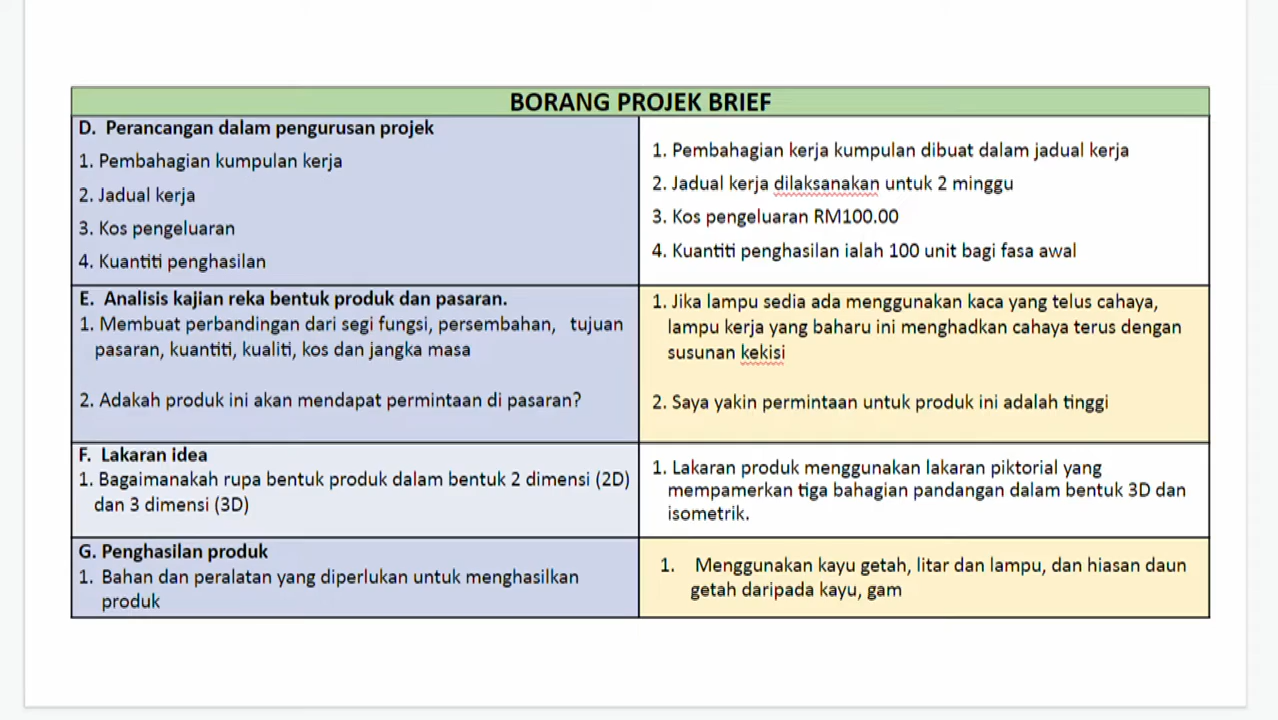 BORANG PROJEK BRIEF
D. Perancangan dalam pengurusan projek
1. Pembahagian kumpulan kerja
2. Jadual kerja
3. Kos pengeluaran
4. Kuantiti penghasilan
1. Pembahagian kerja kumpulan dibuat dalam jadual kerja
2. Jadual kerja dilaksanakan untuk 2 minggu
3. Kos pengeluaran RM100.00
4. Kuantiti penghasilan ialah 100 unit bagi fasa awal
E. Analisis kajian reka bentuk produk dan pasaran.
1. Membuat perbandingan dari segi fungsi, persembahan, tujuan
pasaran, kuantiti, kualiti, kos dan jangka masa
2. Adakah produk ini akan mendapat permintaan di pasaran?
1. Jika lampu sedia ada menggunakan kaca yang telus cahaya,
lampu kerja yang baharu ini menghadkan cahaya terus dengan
susunan kekisi
2. Saya yakin permintaan untuk produk ini adalah tinggi
F. Lakaran idea
1. Bagaimanakah rupa bentuk produk dalam bentuk 2 dimensi (2D)
dan 3 dimensi (3D)
1. Lakaran produk menggunakan lakaran piktorial yang
mempamerkan tiga bahagian pandangan dalam bentuk 3D dan
isometrik.
G. Penghasilan produk
1. Bahan dan peralatan yang diperlukan untuk menghasilkan
produk
1. Menggunakan kayu getah, litar dan lampu, dan hiasan daun
getah daripada kayu, gam